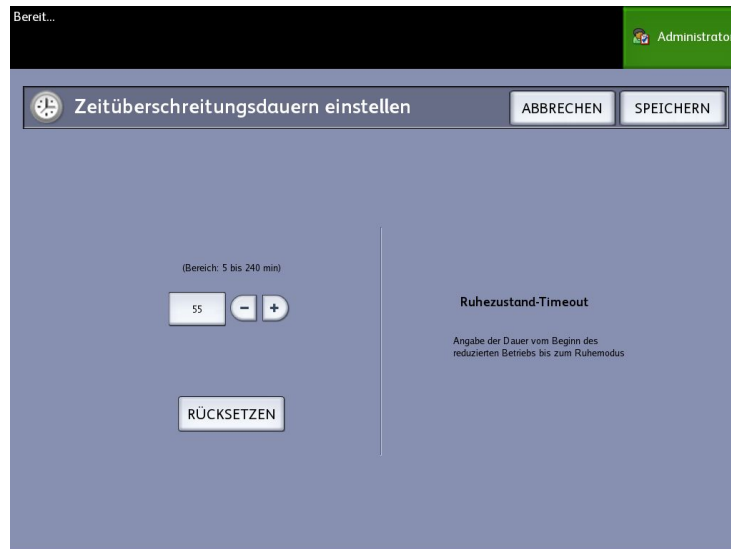 Bereit...
Administrato
Zeitüberschreitungsdauern einstellen
ABBRECHEN
SPEICHERN
(Bereich: 5 bis 240 min)
55
- +
RÜCKSETZEN
Ruhezustand-Timeout
Angabe der Dauer vom Beginn des
reduzierten Betriebs bis zum Ruhemodus